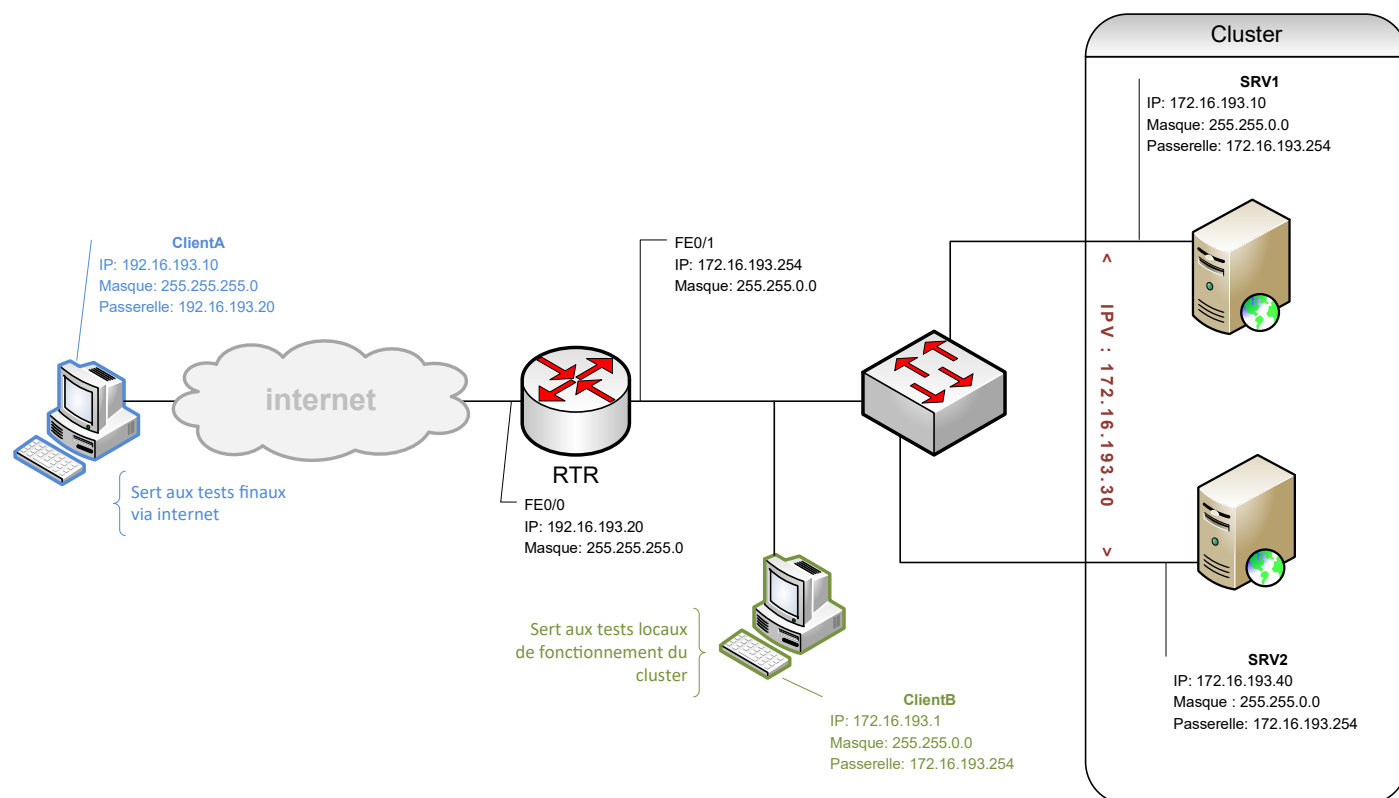 Cluster
SRV1
IP: 172.16.193.10
Masque: 255.255.0.0
Passerelle: 172.16.193.254
ClientA
IP: 192.16.193.10
Masque: 255.255.255.0
Passerelle: 192.16.193.20
FE0/1
IP: 172.16.193.254
Masque: 255.255.0.0
internet
< IPV : 172.16.193.30 >
RTR
Sert aux tests finaux
via internet
FE0/0
IP: 192.16.193.20
Masque: 255.255.255.0
Sert aux tests locaux
de fonctionnement du
cluster
ClientB
IP: 172.16.193.1
Masque: 255.255.0.0
Passerelle: 172.16.193.254
SRV2
IP: 172.16.193.40
Masque : 255.255.0.0
Passerelle: 172.16.193.254